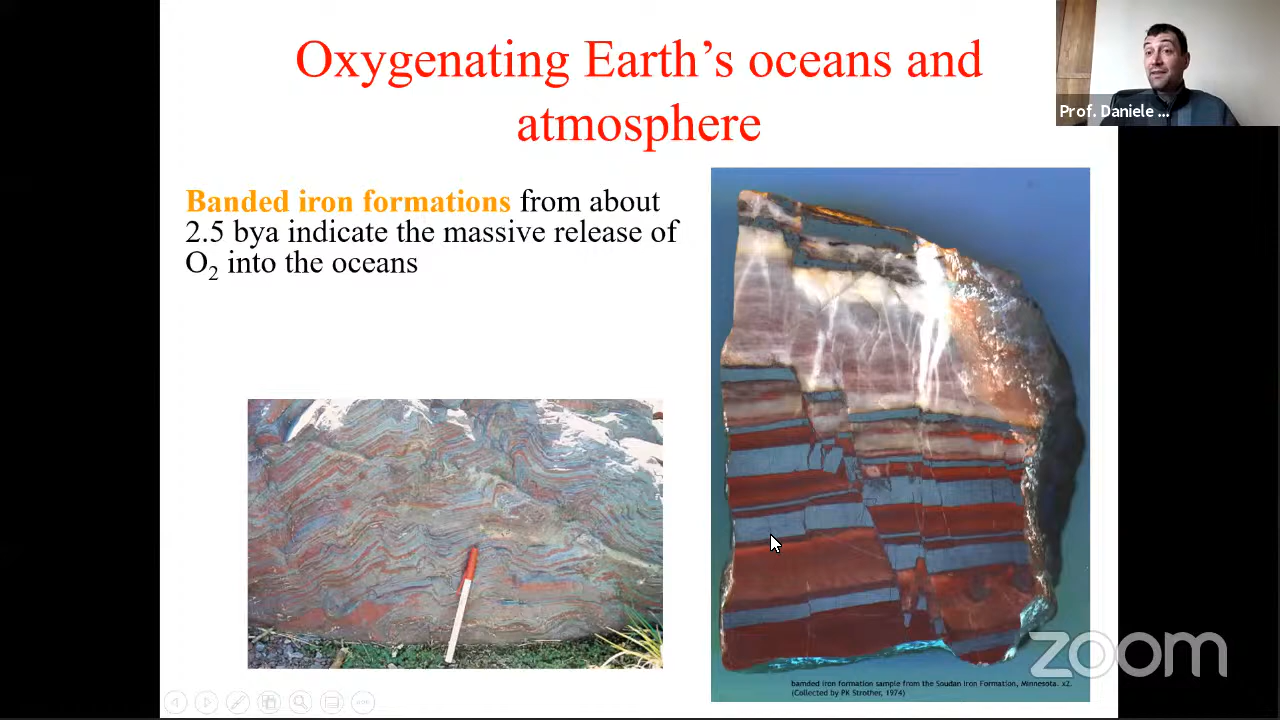 Oxygenating Earth’s oceans and
atmosphere
Prof. Daniele ...
Banded iron formations from about
2.5 bya indicate the massive release of
O₂ into the oceans
zoom
bamded iron formation sample from the Soudan Iron Formation, Minnesota. x2.
(Collected by PK Strother, 1974)